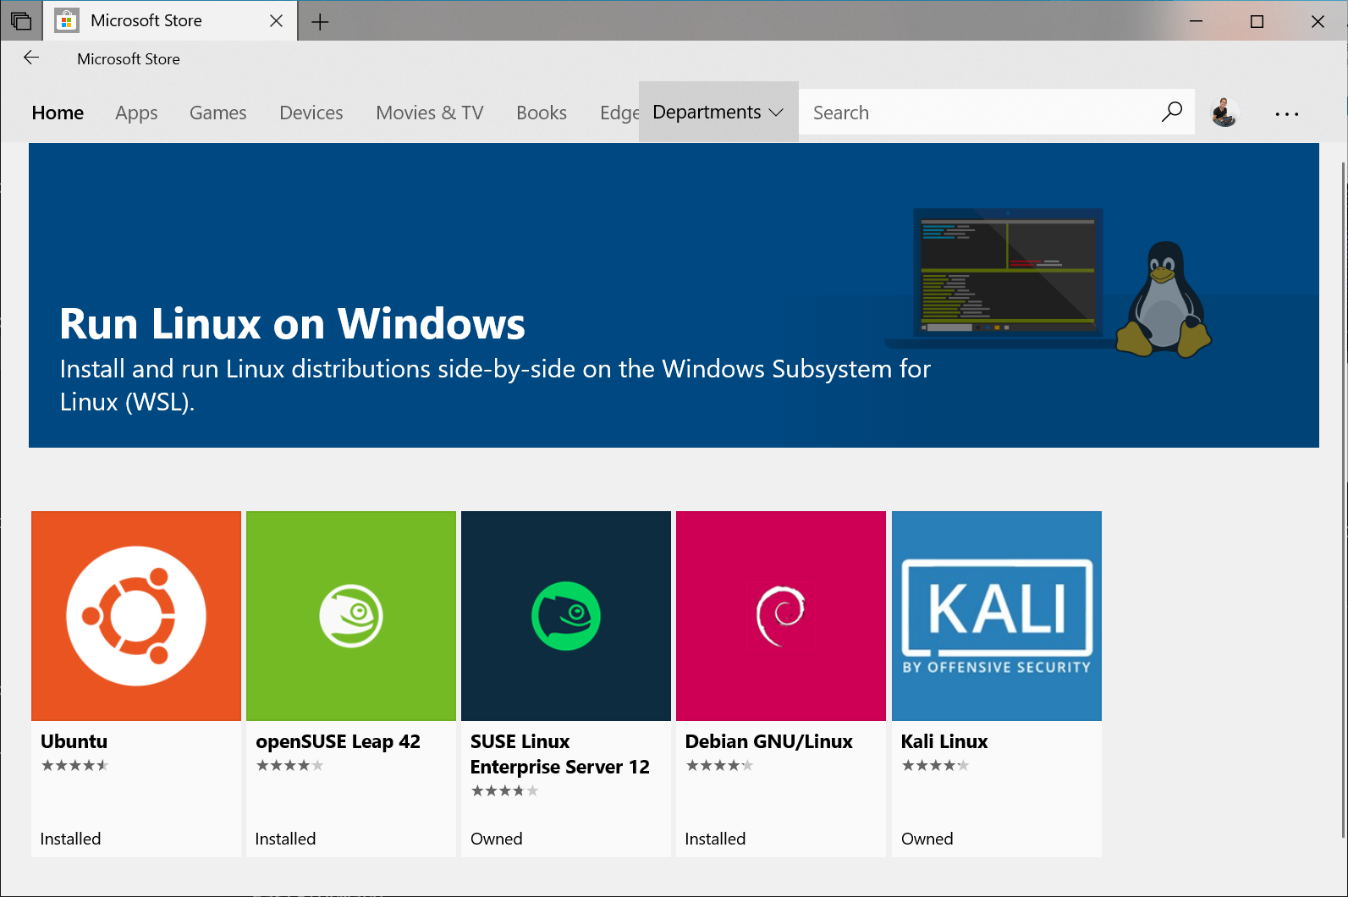 Microsoft Store
Microsoft Store
Home Apps Games Devices Movies & TV Books Edge Departments Search
Run Linux on Windows
Install and run Linux distributions side-by-side on the Windows Subsystem for
Linux (WSL).
KALI
BY OFFENSIVE SECURITY
Ubuntu
Installed
openSUSE Leap 42
Installed
SUSE Linux
Enterprise Server 12
Owned
Debian GNU/Linux
Installed
Kali Linux
Owned